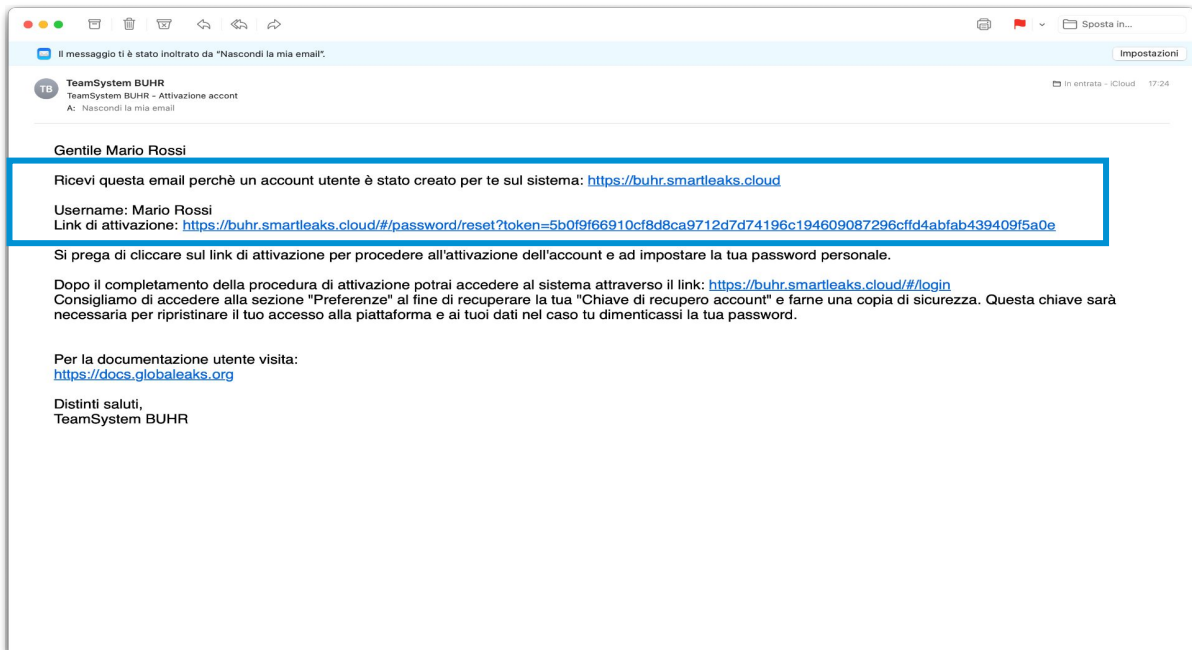 Sposta in...
Il messaggio ti è stato inoltrato da “Nascondi la mia email”.
Impostazioni
TB
TeamSystem BUHR
In entrata - iCloud 17:24
TeamSystem BUHR - Attivazione accont
A: Nascondi la mia email
Gentile Mario Rossi
Ricevi questa email perchè un account utente è stato creato per te sul sistema: https://buhr.smartleaks.cloud
Username: Mario Rossi
Link di attivazione: https://buhr.smartleaks.cloud/#/password/reset?token=5b0f9f66910cf8d8ca9712d7d74196c194609087296cffd4abfab439409f5a0e
Si prega di cliccare sul link di attivazione per procedere all'attivazione dell'account e ad impostare la tua password personale.
Dopo il completamento della procedura di attivazione potrai accedere al sistema attraverso il link: https://buhr.smartleaks.cloud/#/login
Consigliamo di accedere alla sezione "Preferenze" al fine di recuperare la tua "Chiave di recupero account" e farne una copia di sicurezza. Questa chiave sarà
necessaria per ripristinare il tuo accesso alla piattaforma e ai tuoi dati nel caso tu dimenticassi la tua password.
Per la documentazione utente visita:
https://docs.globaleaks.org
Distinti saluti,
TeamSystem BUHR